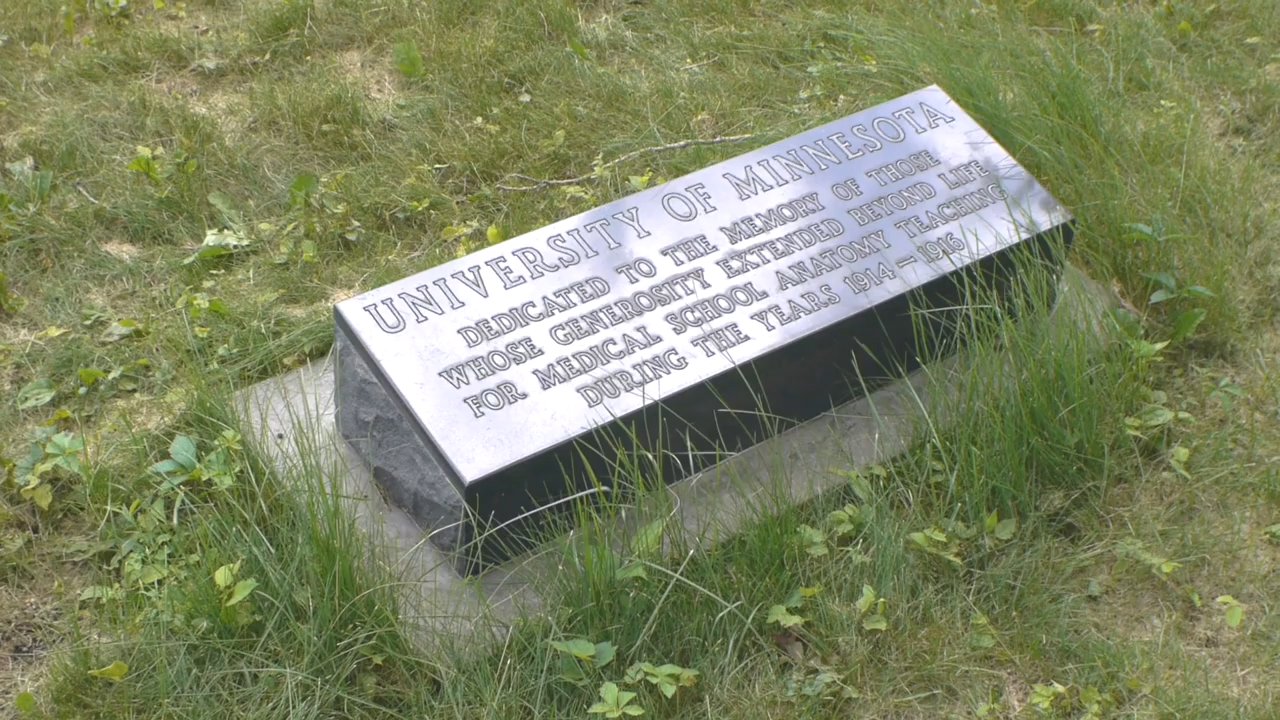 UNIVERSITY OF MINNESOTA
DEDICATED TO THE MEMORY OF THOSE
WHOSE GENEROSITY EXTENDED BEYOND LIFE
FOR MEDICAL SCHOOL ANATOMY TEACHING
DURING THE YEARS 1914 — 1916